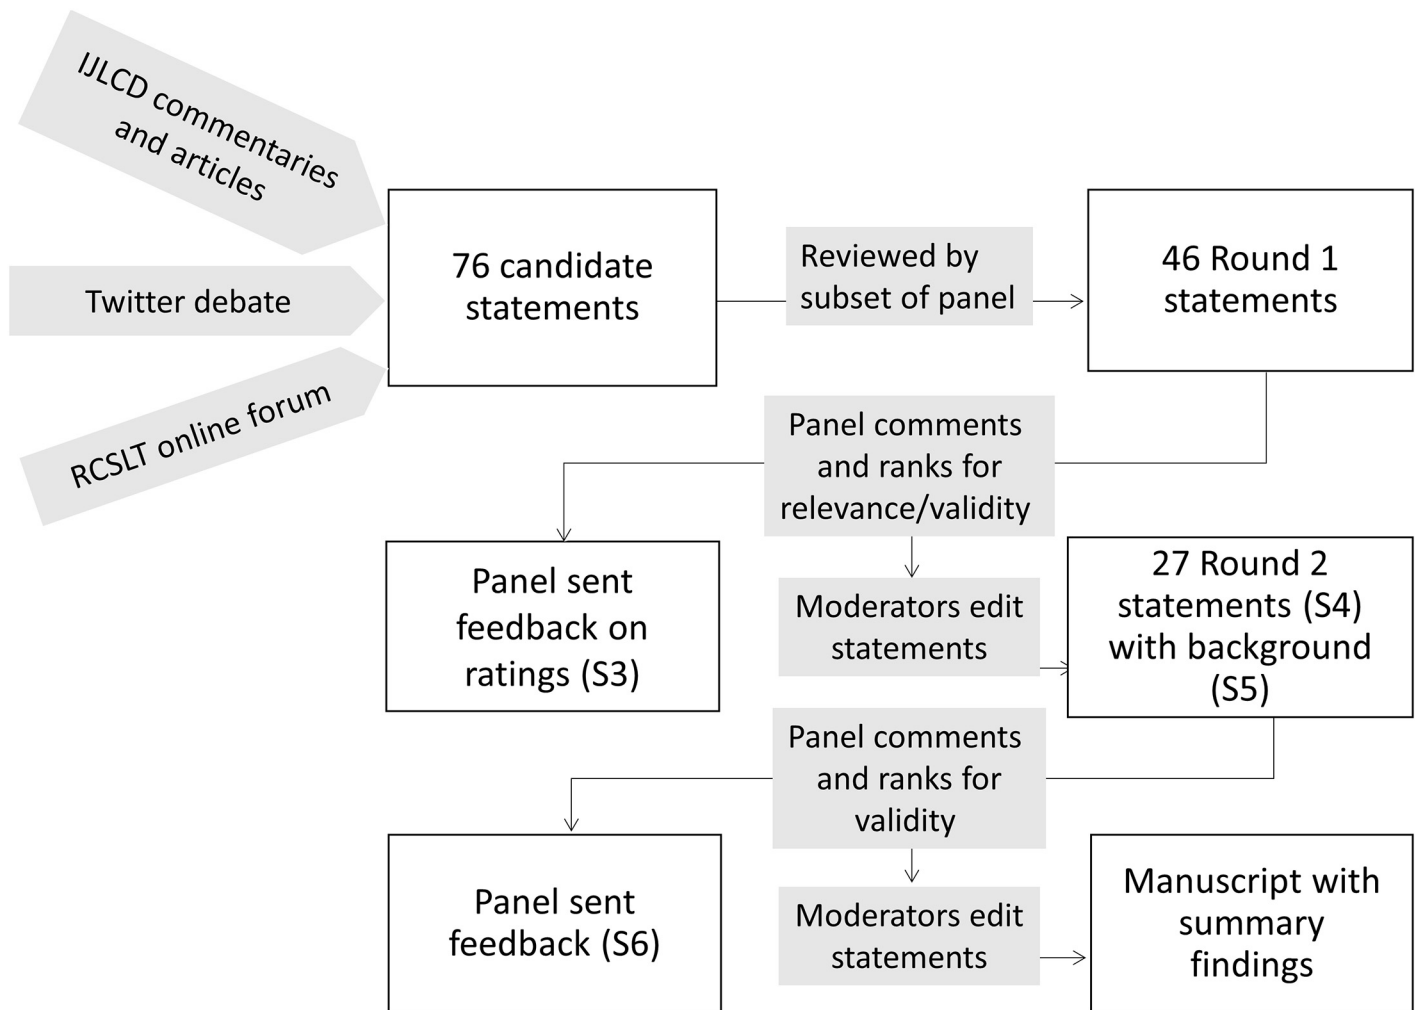 IJLCD commentaries
and articles
Twitter debate
RCSLT online forum
76 candidate
statements
Reviewed by
subset of panel
46 Round 1
statements
Panel comments
and ranks for
relevance/validity
Panel sent
feedback on
ratings (S3)
Moderators edit
statements
27 Round 2
statements (S4)
with background
(S5)
Panel comments
and ranks for
validity
Panel sent
feedback (S6)
Moderators edit
statements
Manuscript with
summary
findings